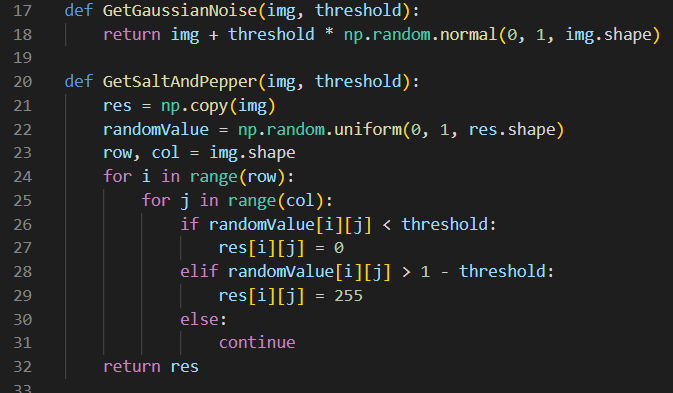 17 def GetGaussianNoise(img, threshold):
18     return img + threshold * np.random.normal(0, 1, img.shape)
19
20 def GetSaltAndPepper(img, threshold):
21     res = np.copy(img)
22     randomValue = np.random.uniform(0, 1, res.shape)
23     row, col = img.shape
24     for i in range(row):
25         for j in range(col):
26             if randomValue[i][j] < threshold:
27                 res[i][j] = 0
28             elif randomValue[i][j] > 1 - threshold:
29                 res[i][j] = 255
30             else:
31                 continue
32     return res
33